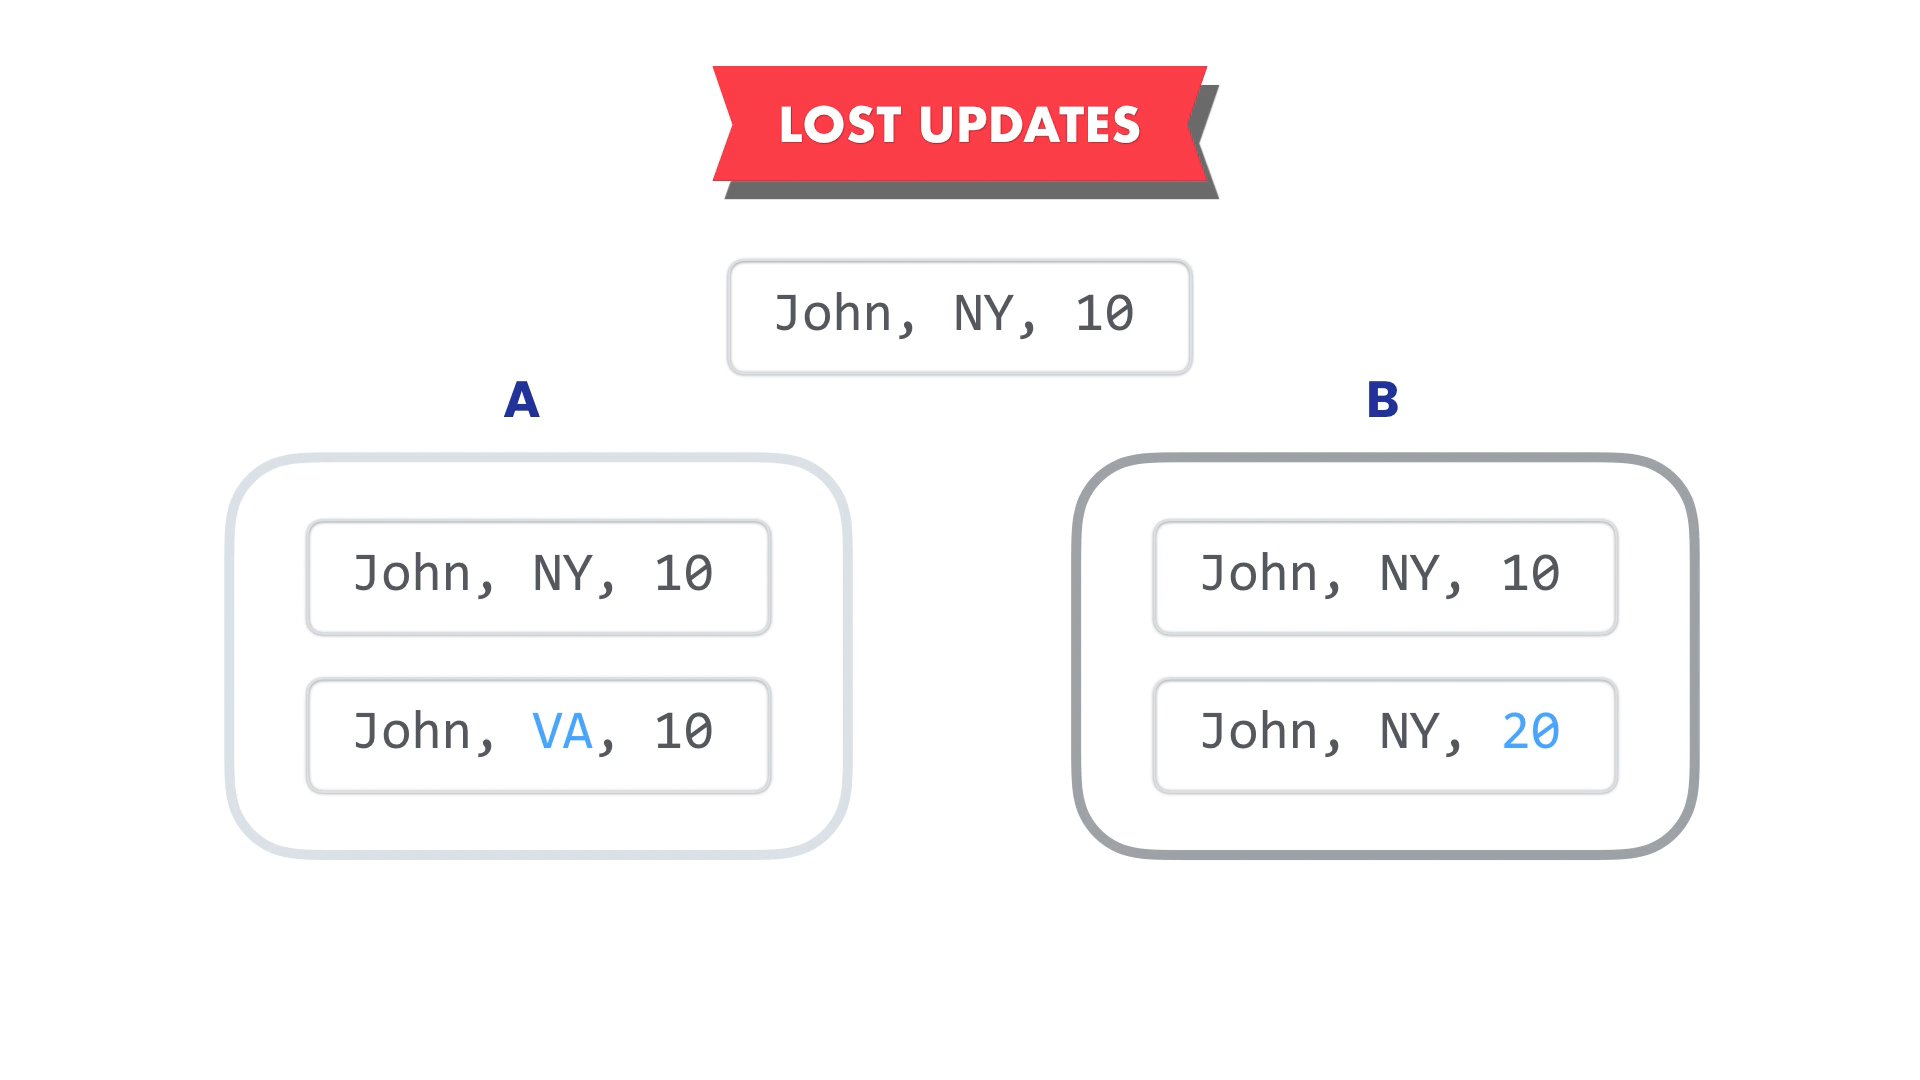 LOST UPDATES
John, NY, 10
A
John, NY, 10
John, VA, 10
B
John, NY, 10
John, NY, 20